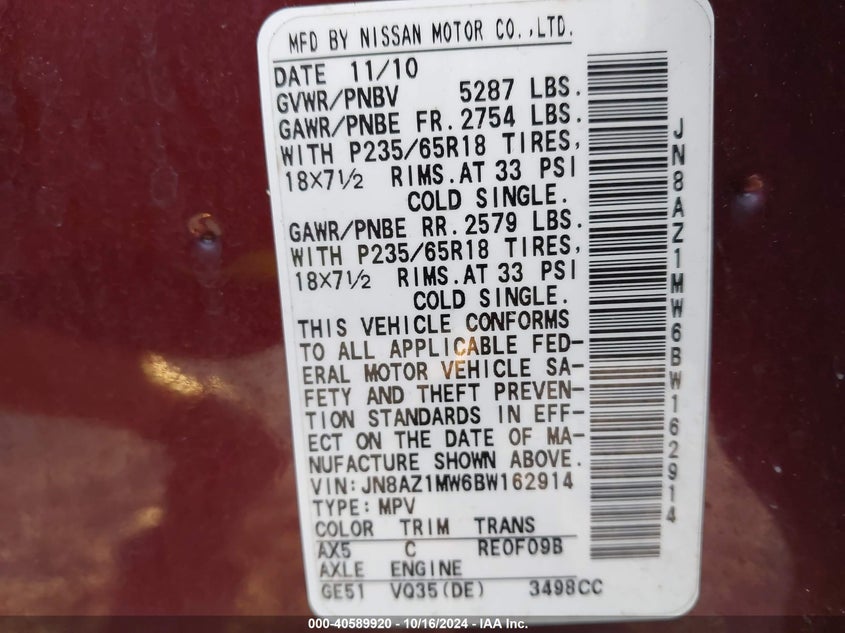 MFD BY NISSAN MOTOR CO.,LTD.
DATE 11/10
GVWR/PNBV 5287 LBS.
GAWR/PNBE FR.2754 LBS.
WITH P235/65R18 TIRES,
18X7½ RIMS.AT 33 PSI
COLD SINGLE.
GAWR/PNBE RR.2579 LBS.
WITH P235/65R18 TIRES,
18X7½ RIMS.AT 33 PSI
COLD SINGLE.
THIS VEHICLE CONFORMS
TO ALL APPLICABLE FED-
ERAL MOTOR VEHICLE SA-
FETY AND THEFT PREVEN-
TION STANDARDS IN EFF-
ECT ON THE DATE OF MA-
NUFACTURE SHOWN ABOVE.
VIN:JN8AZ1MW6BW162914
TYPE:MPV
COLOR TRIM TRANS
AX5 C RE0F09B
AXLE ENGINE
GE51 VQ35(DE) 3498CC
JN8AZ1MW6BW162914
000-40589920 - 10/16/2024 - IAA Inc.